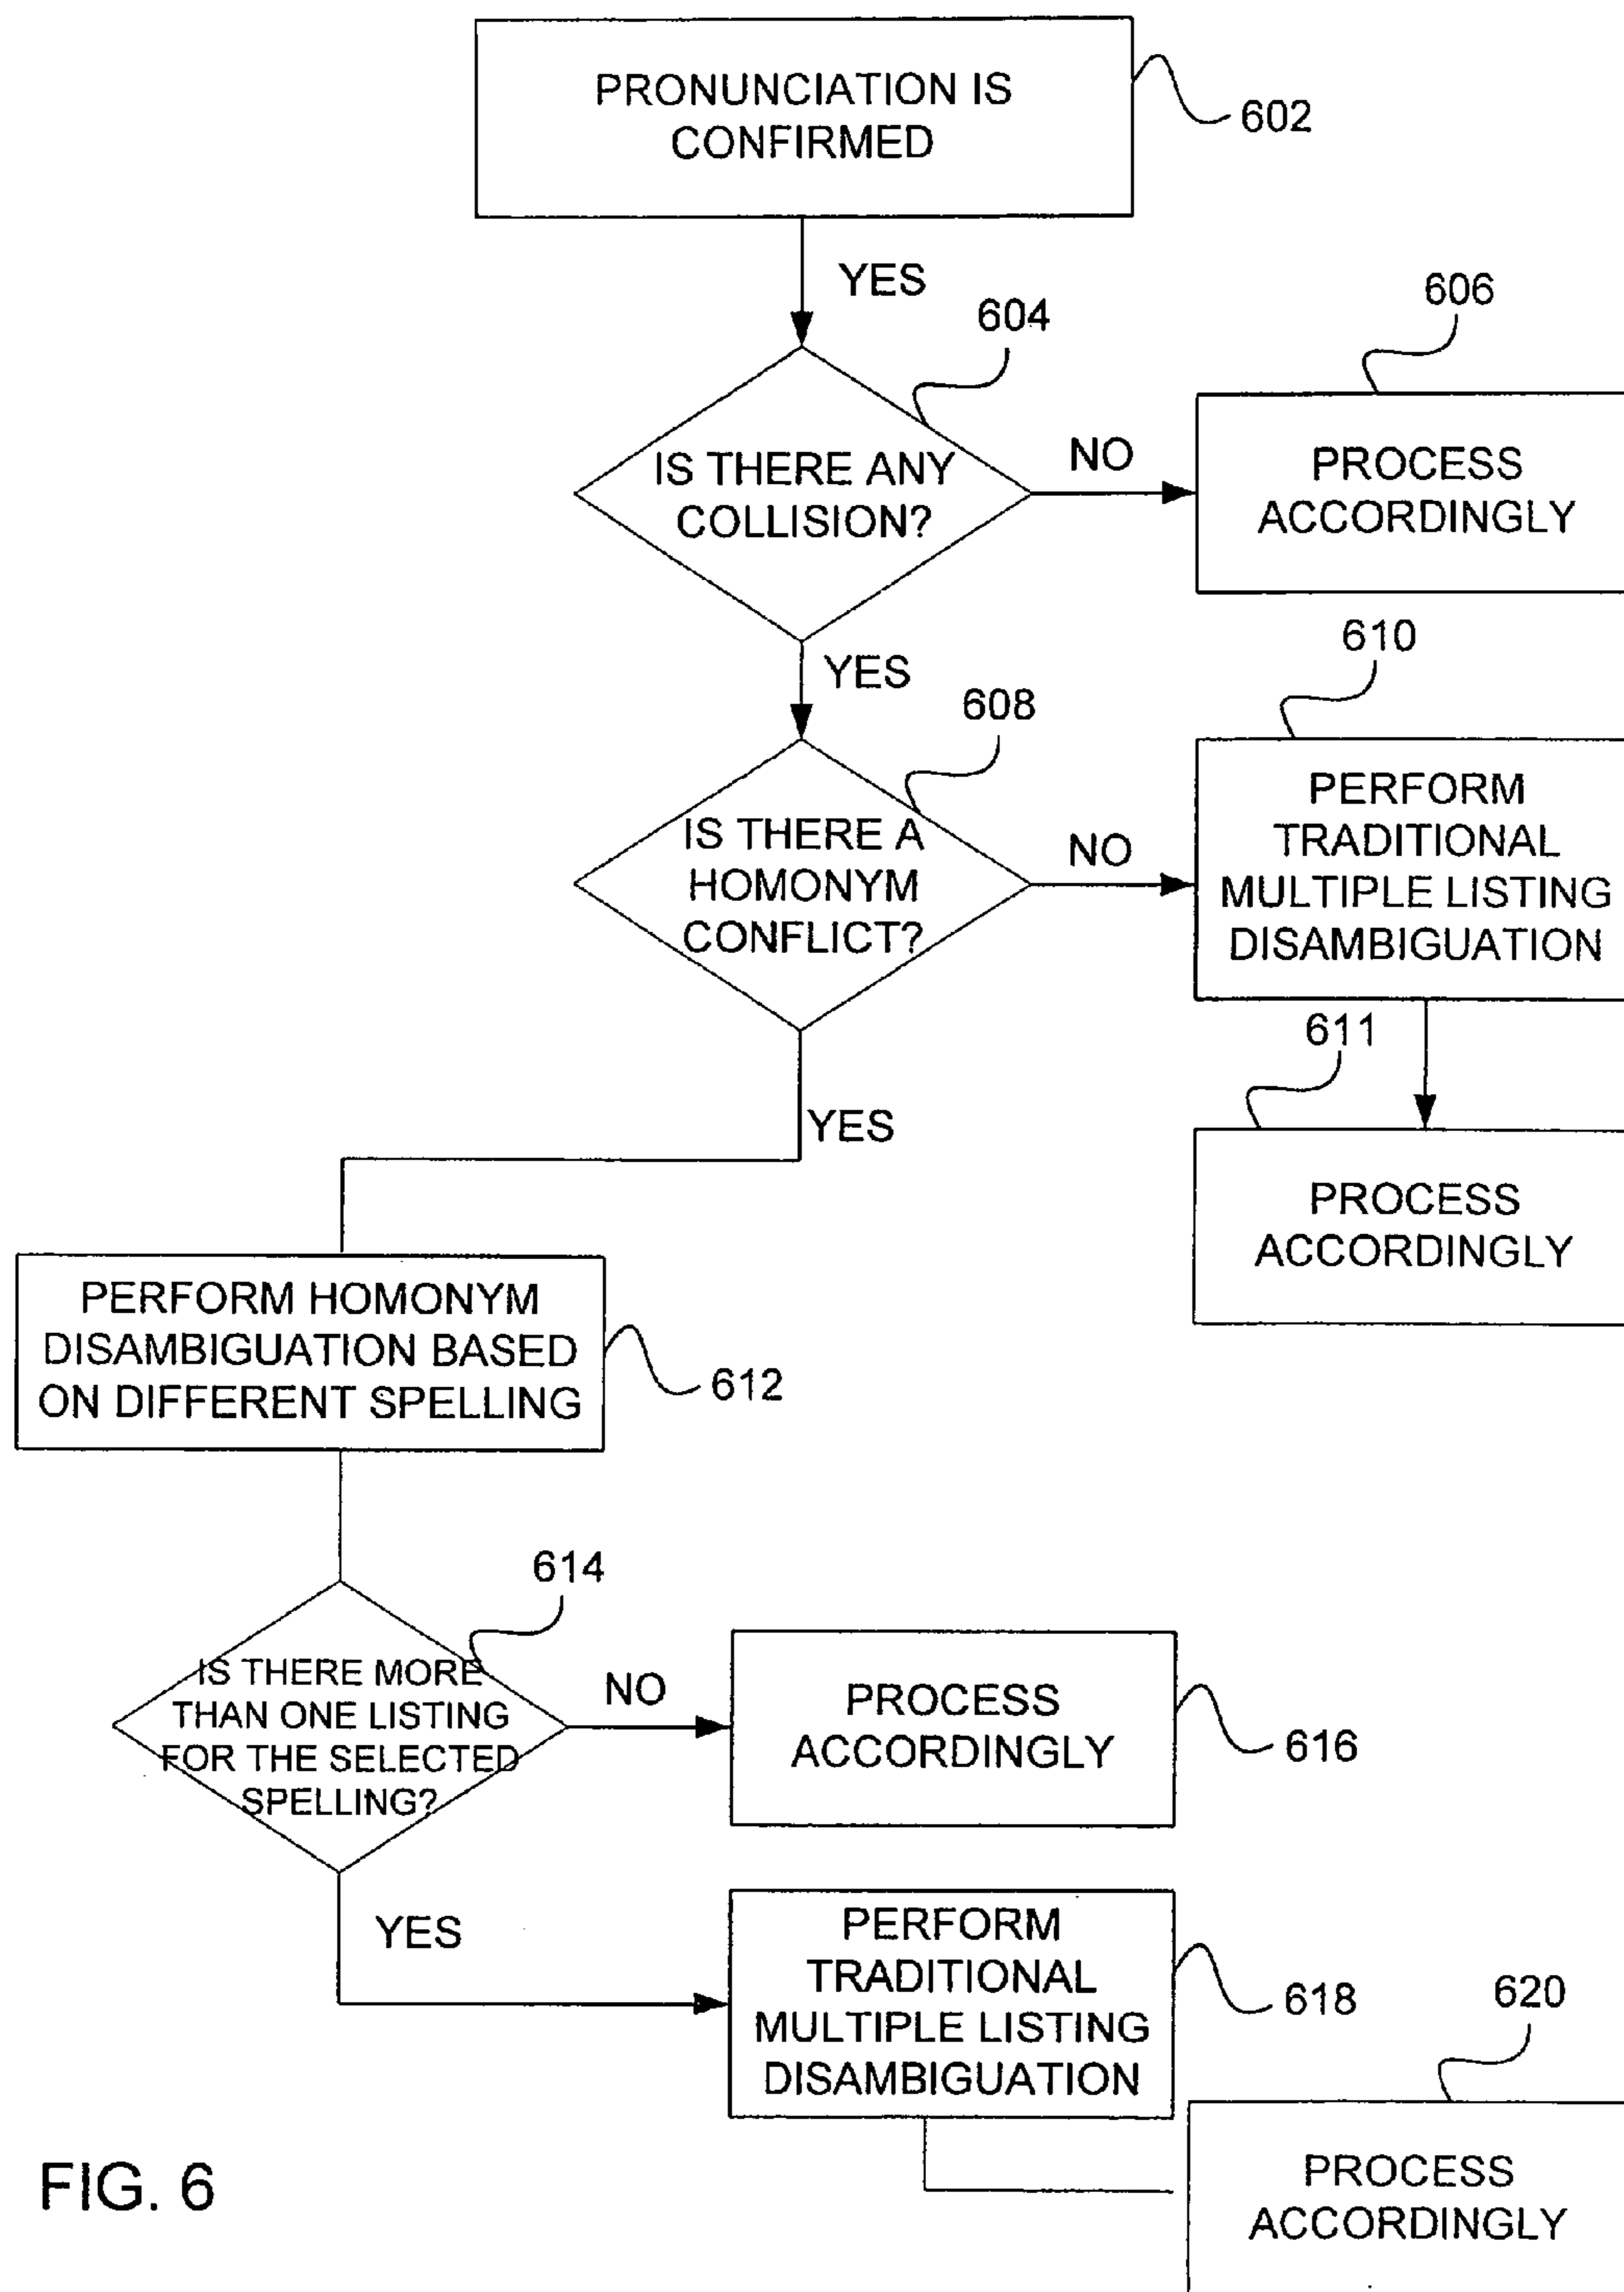 PRONUNCIATION IS
CONFIRMED
602
YES
604
606
IS THERE ANY
COLLISION?
NO
PROCESS
ACCORDINGLY
YES
608
610
IS THERE A
HOMONYM
CONFLICT?
NO
PERFORM
TRADITIONAL
MULTIPLE LISTING
DISAMBIGUATION
611
YES
PROCESS
ACCORDINGLY
PERFORM HOMONYM
DISAMBIGUATION BASED
ON DIFFERENT SPELLING
612
614
IS THERE MORE
THAN ONE LISTING
FOR THE SELECTED
SPELLING?
NO
PROCESS
ACCORDINGLY
616
YES
PERFORM
TRADITIONAL
MULTIPLE LISTING
DISAMBIGUATION
618
620
PROCESS
ACCORDINGLY
FIG. 6